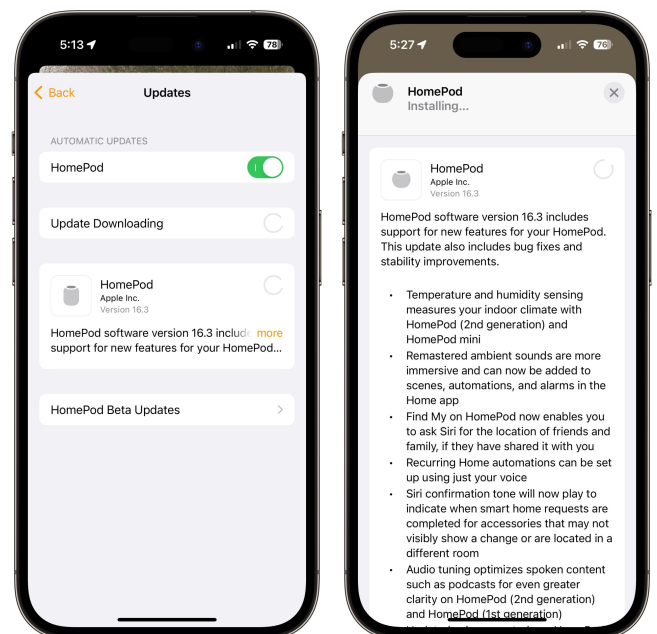 5:13
78
Back
Updates
AUTOMATIC UPDATES
HomePod
Update Downloading
HomePod
Apple Inc.
Version 16.3
HomePod software version 16.3 include more
support for new features for your HomePod...
HomePod Beta Updates
5:27
76
HomePod
Installing...
HomePod
Apple Inc.
Version 16.3
HomePod software version 16.3 includes
support for new features for your HomePod.
This update also includes bug fixes and
stability improvements.
• Temperature and humidity sensing
measures your indoor climate with
HomePod (2nd generation) and
HomePod mini
• Remastered ambient sounds are more
immersive and can now be added to
scenes, automations, and alarms in the
Home app
• Find My on HomePod now enables you
to ask Siri for the location of friends and
family, if they have shared it with you
• Recurring Home automations can be set
up using just your voice
• Siri confirmation tone will now play to
indicate when smart home requests are
completed for accessories that may not
visibly show a change or are located in a
different room
• Audio tuning optimizes spoken content
such as podcasts for even greater
clarity on HomePod (2nd generation)
and HomePod (1st generation)